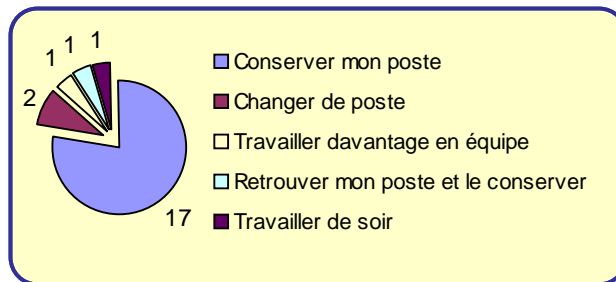 1 1 1
2
17
Conserver mon poste
Changer de poste
Travailler davantage en équipe
Retrouver mon poste et le conserver
Travailler de soir